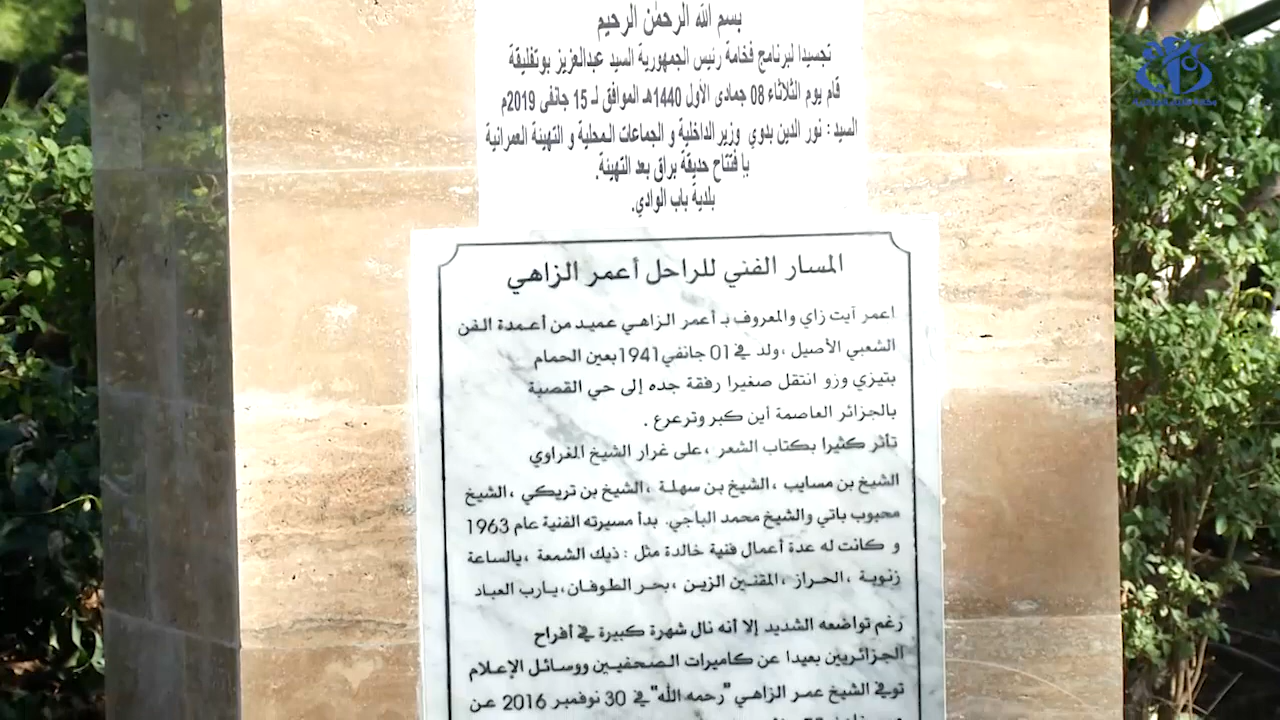 بسم الله الرحمٰن الرحيم
تجسيدا لبرنامج فخامة رئيس الجمهورية السيد عبدالعزيز بوتفليقة
قام يوم الثلاثاء 08 جمادى الأول 1440هـ الموافق لـ 15 جانفى 2019م
السيد : نور الدين بدوي وزير الداخلية و الجماعات المحلية و التهيئة العمرانية
بإ فتتاح حديقة براق بعد التهيئة.
بلدية باب الوادي.
المسار الفني للراحل أعمر الزاهي
اعمر آيت زاي والمعروف بـ أعمر الزاهي عميد من أعمدة الفن
الشعبي الأصيل ،ولد في 01 جانفي1941بعين الحمام
بتيزي وزو انتقل صغيرا رفقة جده إلى حي القصبة
بالجزائر العاصمة أين كبر وترعرع .
تأثر كثيرا بكتاب الشعر ،على غرار الشيخ المغراوي
الشيخ بن مسايب ،الشيخ بن سهلة ،الشيخ بن تريكي ،الشيخ
محبوب باتي والشيخ محمد الباجي. بدأ مسيرته الفنية عام 1963
و كانت له عدة أعمال فنية خالدة مثل : ذيك الشمعة ،يالساعة
زنوبة ،الحراز ،المقنين الزين ،بحر الطوفان،يارب العباد
رغم تواضعه الشديد إلا أنه نال شهرة كبيرة في أفراح
الجزائريين بعيدا عن كاميرات الصحفيين ووسائل الإعلام
توفي الشيخ عمر الزاهي "رحمه الله"في 30 نوفمبر 2016 عن